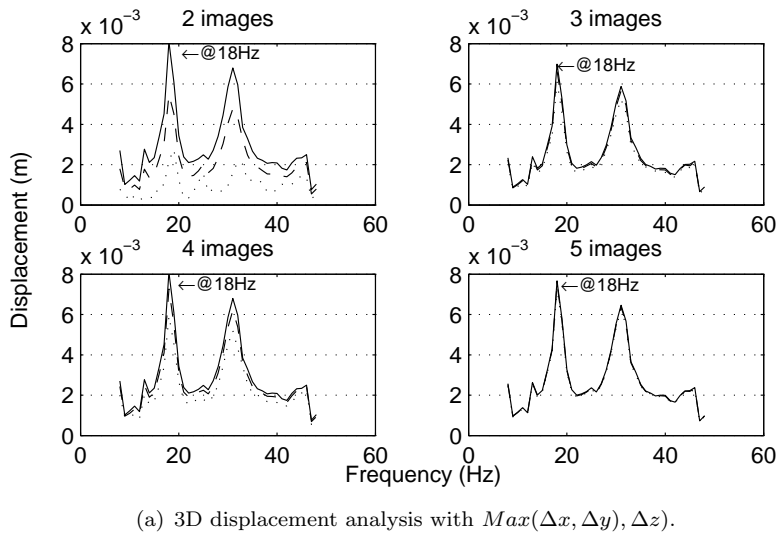 2 images
3 images
x 10⁻³
x 10⁻³
8
6
4
2
0
←@18Hz
0 20 40 60
8
6
4
2
0
←@18Hz
0 20 40 60
4 images
5 images
x 10⁻³
x 10⁻³
8
6
4
2
0
←@18Hz
0 20 40 60
8
6
4
2
0
←@18Hz
0 20 40 60
Displacement (m)
Frequency (Hz)
(a) 3D displacement analysis with Max(Δx, Δy), Δz).